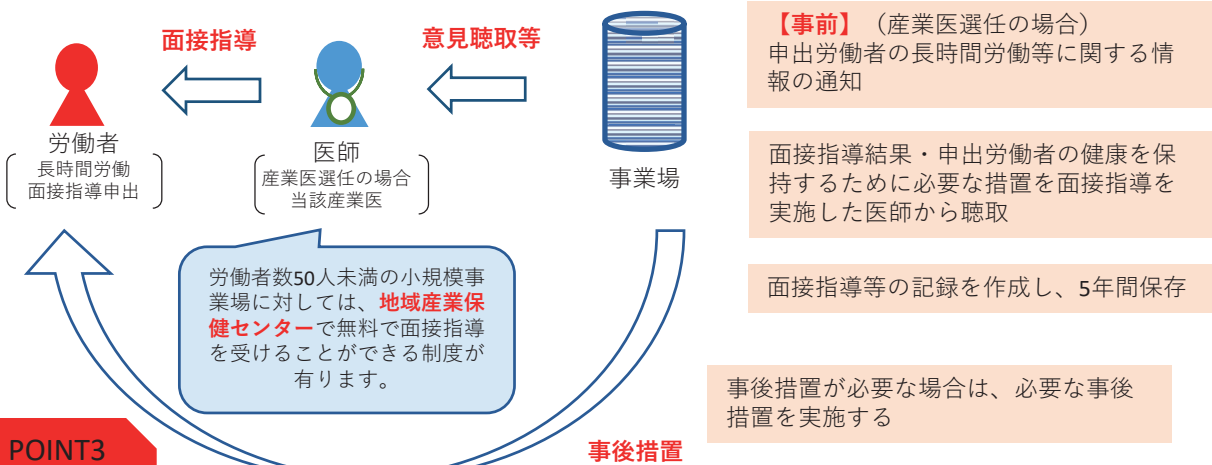 面接指導
意見聴取等
労働者
長時間労働
面接指導申出
医師
産業医選任の場合
当該産業医
事業場
【事前】（産業医選任の場合）
申出労働者の長時間労働等に関する情
報の通知
面接指導結果・申出労働者の健康を保
持するために必要な措置を面接指導を
実施した医師から聴取
面接指導等の記録を作成し、5年間保存
労働者数50人未満の小規模事
業場に対しては、地域産業保
健センターで無料で面接指導
を受けることができる制度が
有ります。
事後措置が必要な場合は、必要な事後
措置を実施する
事後措置
POINT3